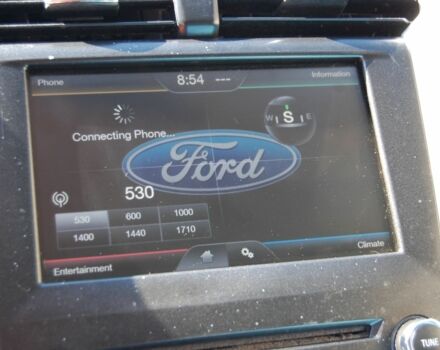 Phone 8:54 --- Information
Connecting Phone...
W S E
Ford
530
530 600 1000
1400 1440 1710
Entertainment Climate
TUNE